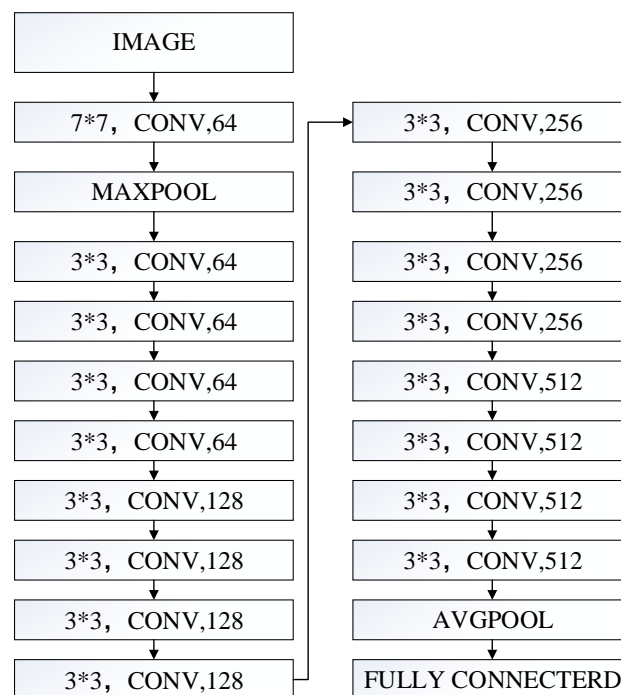 IMAGE
7*7，CONV,64
MAXPOOL
3*3，CONV,64
3*3，CONV,64
3*3，CONV,64
3*3，CONV,64
3*3，CONV,128
3*3，CONV,128
3*3，CONV,128
3*3，CONV,128
3*3，CONV,256
3*3，CONV,256
3*3，CONV,256
3*3，CONV,256
3*3，CONV,512
3*3，CONV,512
3*3，CONV,512
3*3，CONV,512
AVGPOOL
FULLY CONNECTERD